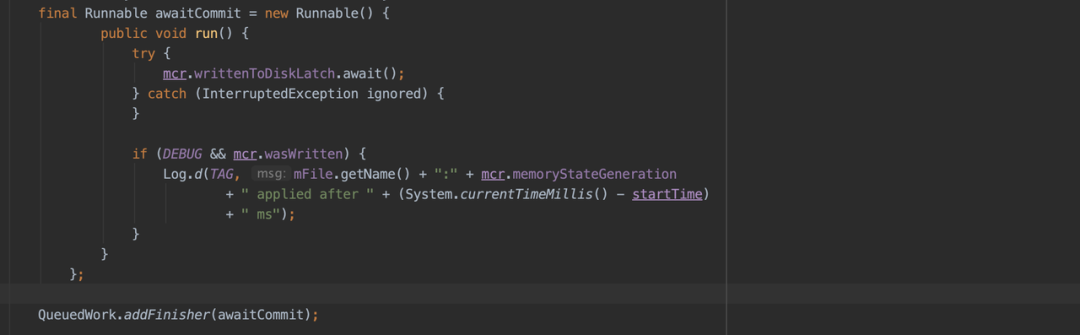 final Runnable awaitCommit = new Runnable() {
public void run() {
try {
mcr.writtenToDiskLatch.await();
} catch (InterruptedException ignored) {
}
if (DEBUG && mcr.wasWritten) {
Log.d(TAG, msg: mFile.getName() + ":" + mcr.memoryStateGeneration
+ " applied after " + (System.currentTimeMillis() - startTime)
+ " ms");
}
}
};
QueuedWork.addFinisher(awaitCommit);